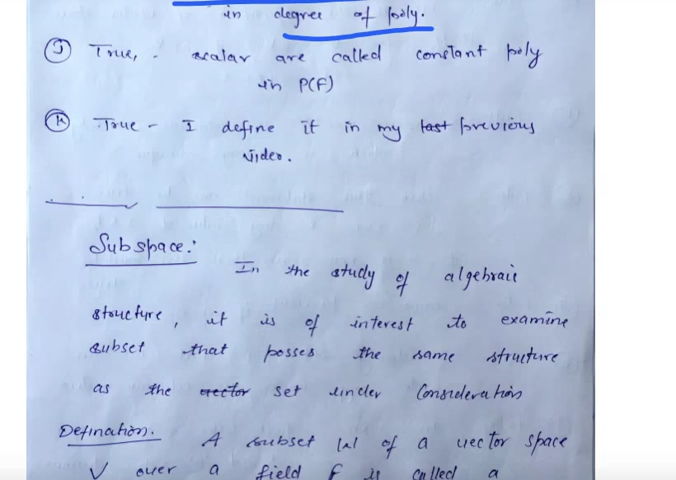 in degree of poly.
(J) True, - scalar are called constant poly
in P(F)
(K) True - I define it in my last previous
video.
Subspace:
In the study of algebraic
structure, it is of interest to examine
subset that posses the same structure
as the vector set under consideration
Defination. A subset W of a vector space
V over a field F is called a